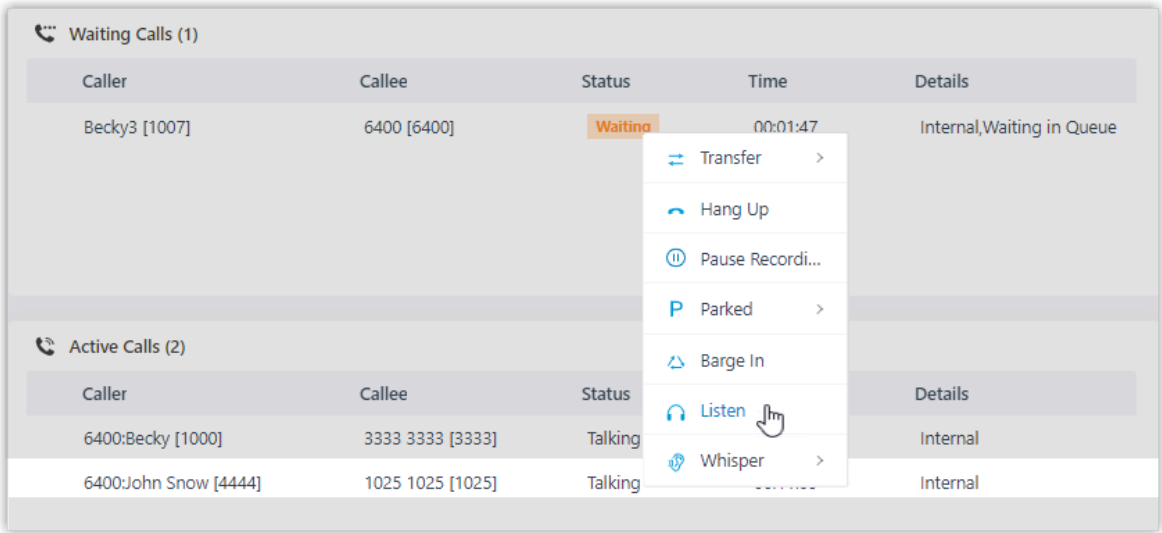 Waiting Calls (1)
Caller Callee Status Time Details
Becky3 [1007] 6400 [6400] Waiting 00:01:47 Internal,Waiting in Queue
Transfer
Hang Up
Pause Recordi...
Parked
Barge In
Listen
Whisper
Active Calls (2)
Caller Callee Status Details
6400:Becky [1000] 3333 3333 [3333] Talking Internal
6400:John Snow [4444] 1025 1025 [1025] Talking Internal